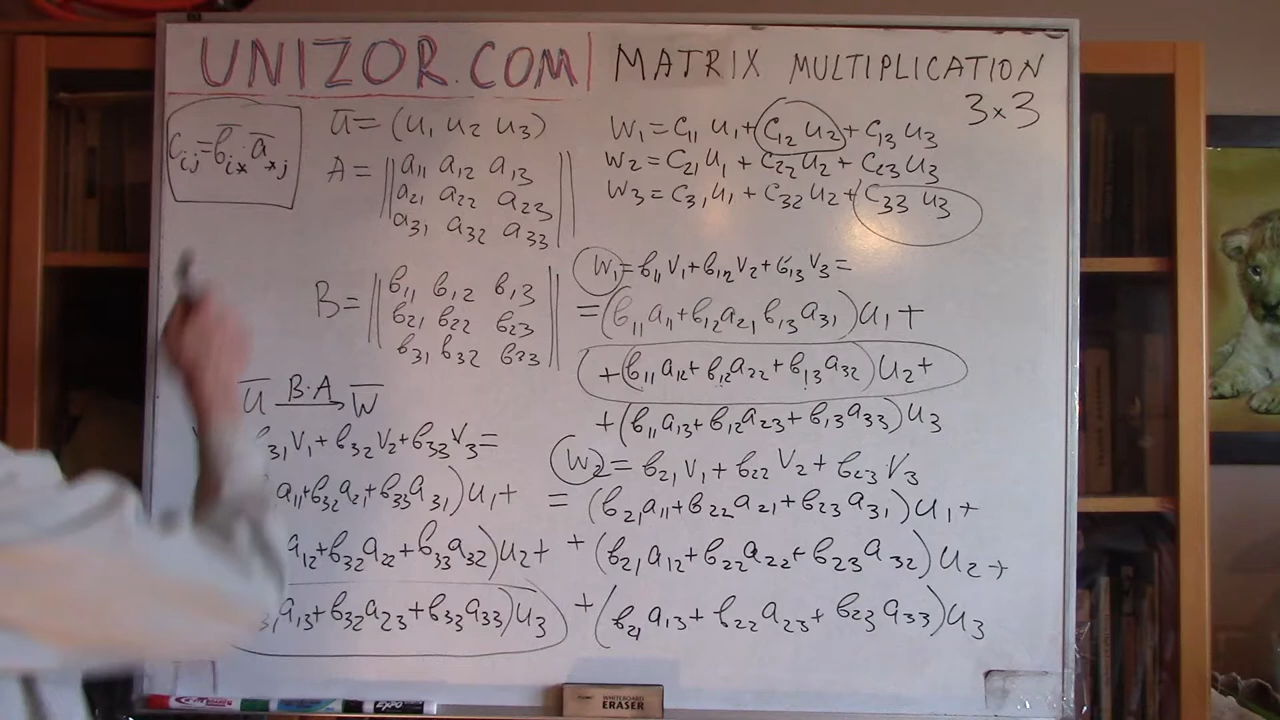 UNIZOR.COM | MATRIX MULTIPLICATION
3×3
Cij = b̄i* · ā*j
ū = (u1 u2 u3)
A = || a11 a12 a13
a21 a22 a23
a31 a32 a33 ||
B = || b11 b12 b13
b21 b22 b23
b31 b32 b33 ||
ū B·A → w̄
b31 v1 + b32 v2 + b33 v3 =
a11 + b32 a21 + b33 a31) u1 +
a12 + b32 a22 + b33 a32) u2 +
a13 + b32 a23 + b33 a33) u3
w1 = c11 u1 + c12 u2 + c13 u3
w2 = c21 u1 + c22 u2 + c23 u3
w3 = c31 u1 + c32 u2 + c33 u3
w1 = b11 v1 + b12 v2 + b13 v3 =
= (b11 a11 + b12 a21 b13 a31) u1 +
+ (b11 a12 + b12 a22 + b13 a32) u2 +
+ (b11 a13 + b12 a23 + b13 a33) u3
w2 = b21 v1 + b22 v2 + b23 v3
= (b21 a11 + b22 a21 + b23 a31) u1 +
+ (b21 a12 + b22 a22 + b23 a32) u2 +
+ (b21 a13 + b22 a23 + b23 a33) u3
EXPO
WHITEBOARD
ERASER